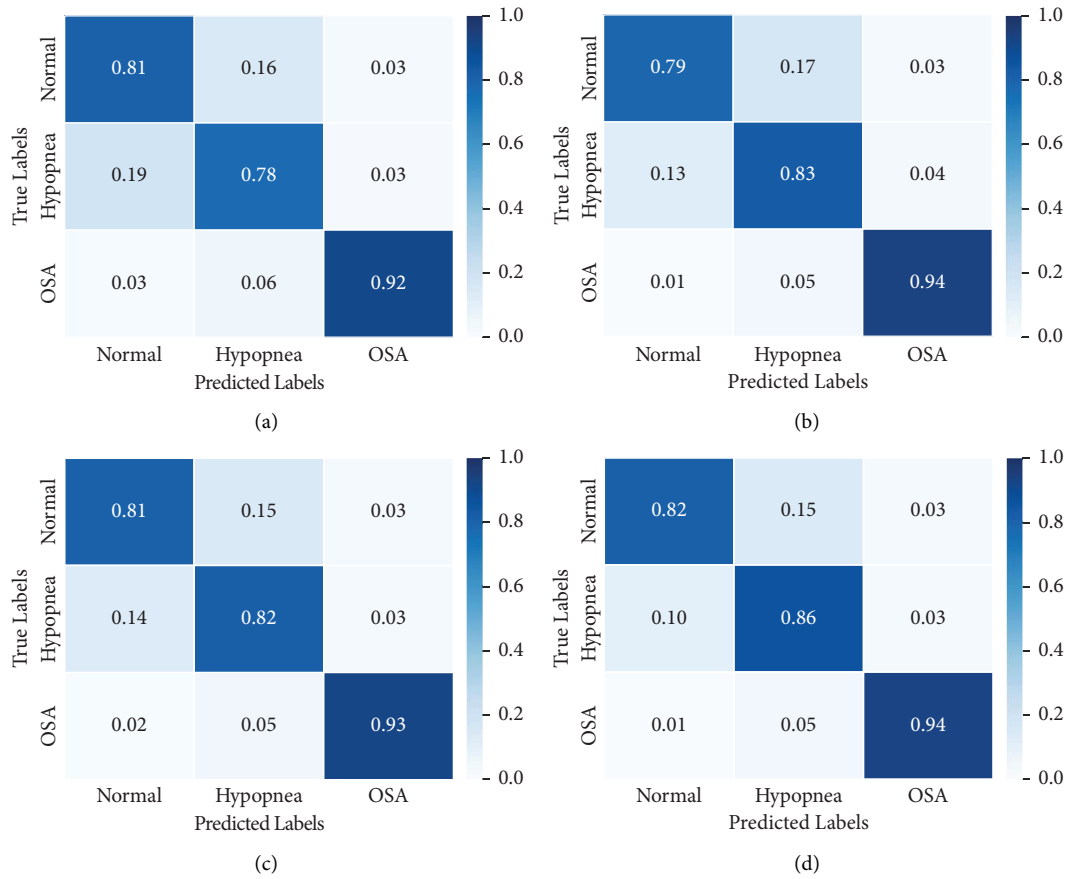 1.0
Normal 0.81 0.16 0.03
0.8
0.6
True Labels
Hypopnea 0.19 0.78 0.03
0.4
0.2
OSA 0.03 0.06 0.92
0.0
Normal Hypopnea OSA
Predicted Labels
(a)
1.0
Normal 0.79 0.17 0.03
0.8
0.6
True Labels
Hypopnea 0.13 0.83 0.04
0.4
0.2
OSA 0.01 0.05 0.94
0.0
Normal Hypopnea OSA
Predicted Labels
(b)
1.0
Normal 0.81 0.15 0.03
0.8
0.6
True Labels
Hypopnea 0.14 0.82 0.03
0.4
0.2
OSA 0.02 0.05 0.93
0.0
Normal Hypopnea OSA
Predicted Labels
(c)
1.0
Normal 0.82 0.15 0.03
0.8
0.6
True Labels
Hypopnea 0.10 0.86 0.03
0.4
0.2
OSA 0.01 0.05 0.94
0.0
Normal Hypopnea OSA
Predicted Labels
(d)